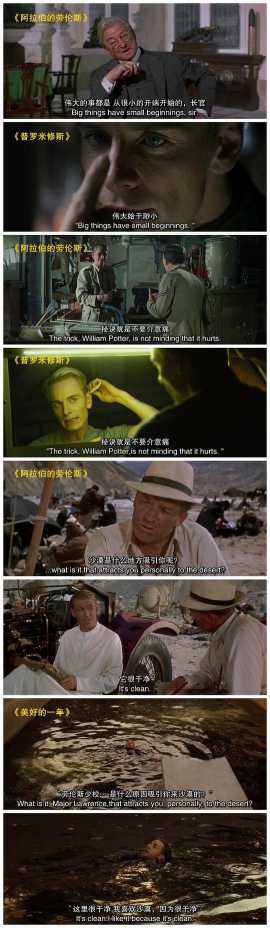 《阿拉伯的劳伦斯》
伟大的事都是 从很小的开端开始的，长官
Big things have small beginnings, sir.
《普罗米修斯》
伟大始于渺小
"Big things have small beginnings. "
《阿拉伯的劳伦斯》
秘诀就是不要介意痛
The trick, William Potter, is not minding that it hurts.
《普罗米修斯》
秘诀就是不要介意痛
"The trick, William Potter, is not minding that it hurts. "
《阿拉伯的劳伦斯》
沙漠是什么地方吸引你呢?
...what is it that attracts you personally to the desert?
它很干净
It's clean.
《美好的一年》
"劳伦斯少校...是什么原因吸引你来沙漠的? "
What is it, Major Lawrence,that attracts you, personally, to the desert?
"这里很干净,我喜欢沙漠，因为很干净"
It's clean.I like it because it's clean.